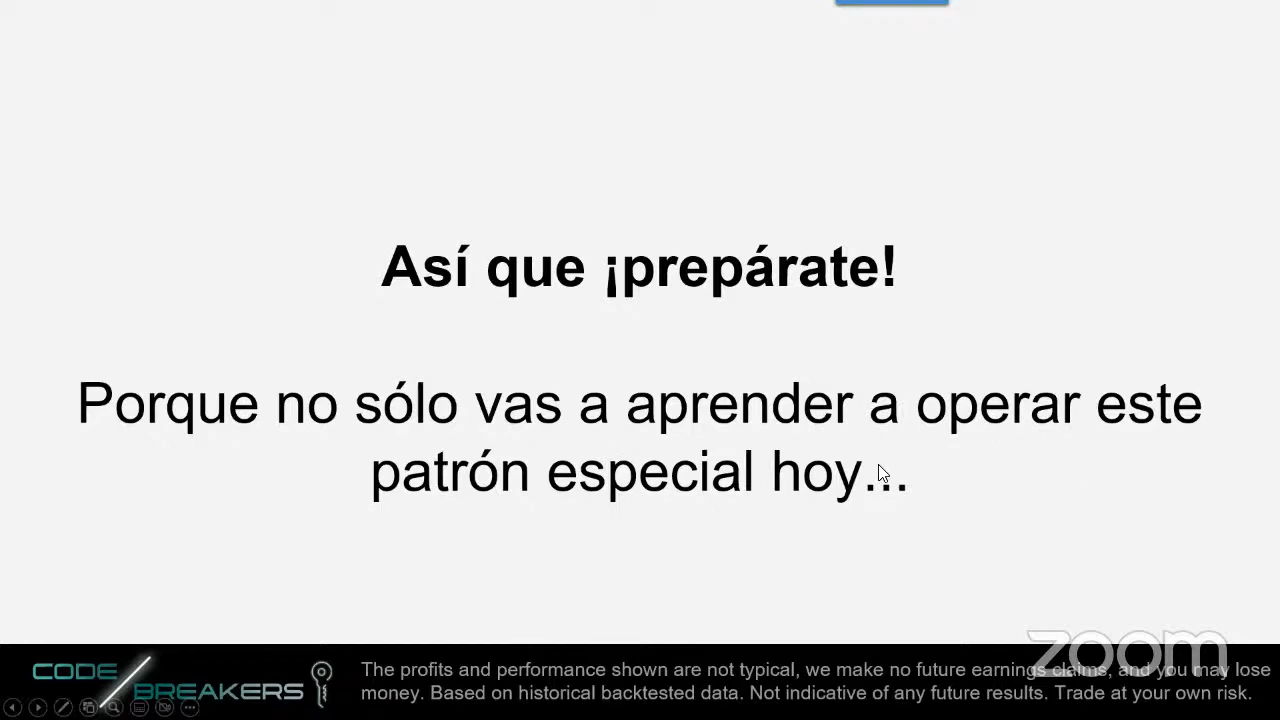 Así que ¡prepárate!
Porque no sólo vas a aprender a operar este
patrón especial hoy...
zoom
CODE
BREAKERS
The profits and performance shown are not typical, we make no future earnings claims, and you may lose
money. Based on historical backtested data. Not indicative of any future results. Trade at your own risk.